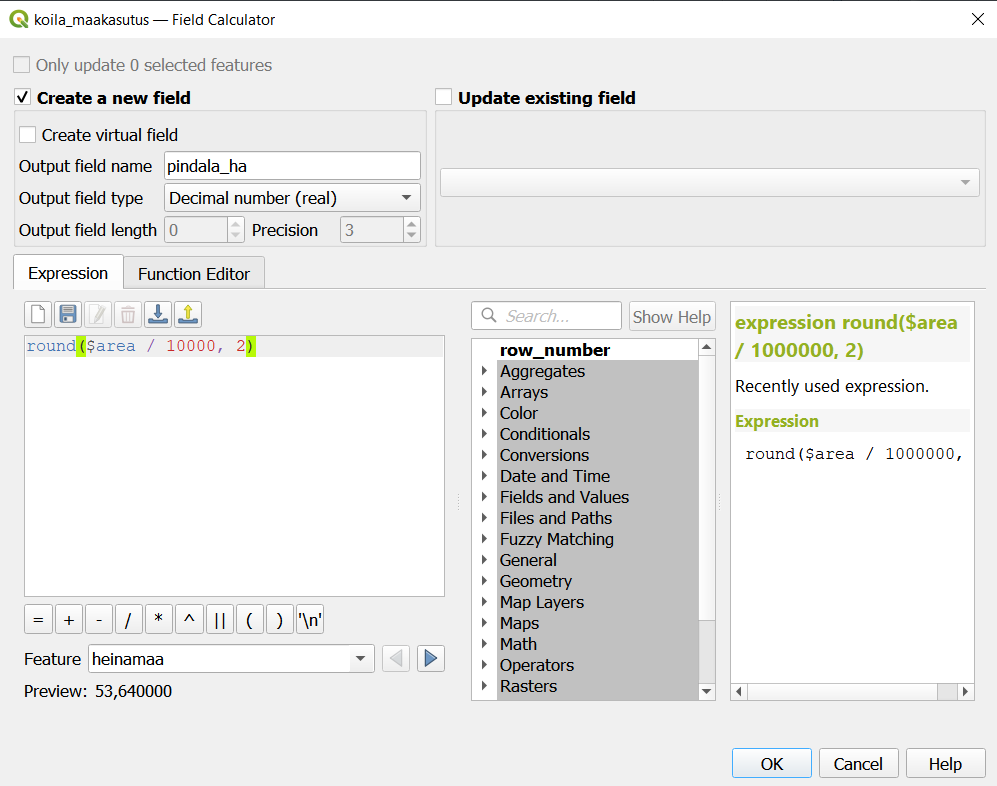 koila_maakasutus — Field Calculator
Only update 0 selected features
Create a new field
Update existing field
Create virtual field
Output field name pindala_ha
Output field type Decimal number (real)
Output field length 0 Precision 3
Expression Function Editor
Search... Show Help
round($area / 10000, 2)
row_number
Aggregates
Arrays
Color
Conditionals
Conversions
Date and Time
Fields and Values
Files and Paths
Fuzzy Matching
General
Geometry
Map Layers
Maps
Math
Operators
Rasters
expression round($area
/ 1000000, 2)
Recently used expression.
Expression
round($area / 1000000,
= + - / * ^ || ( ) '\n'
Feature heinamaa
Preview: 53,640000
OK Cancel Help